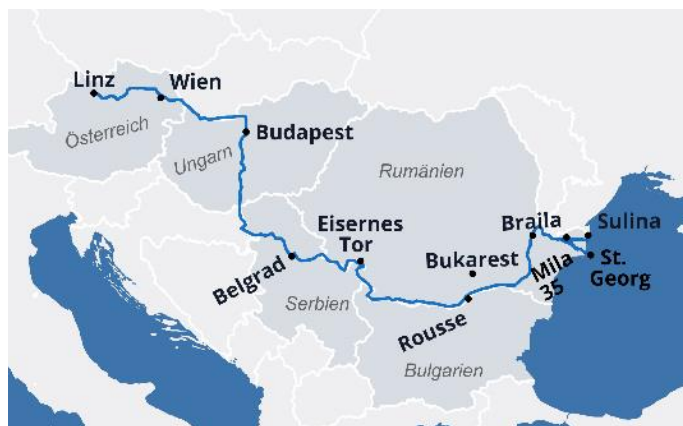 Linz
Wien
Österreich
Budapest
Ungarn
Rumänien
Eisernes
Tor
Braila
Sulina
Bukarest
Mila
35
St.
Georg
Belgrad
Serbien
Rousse
Bulgarien